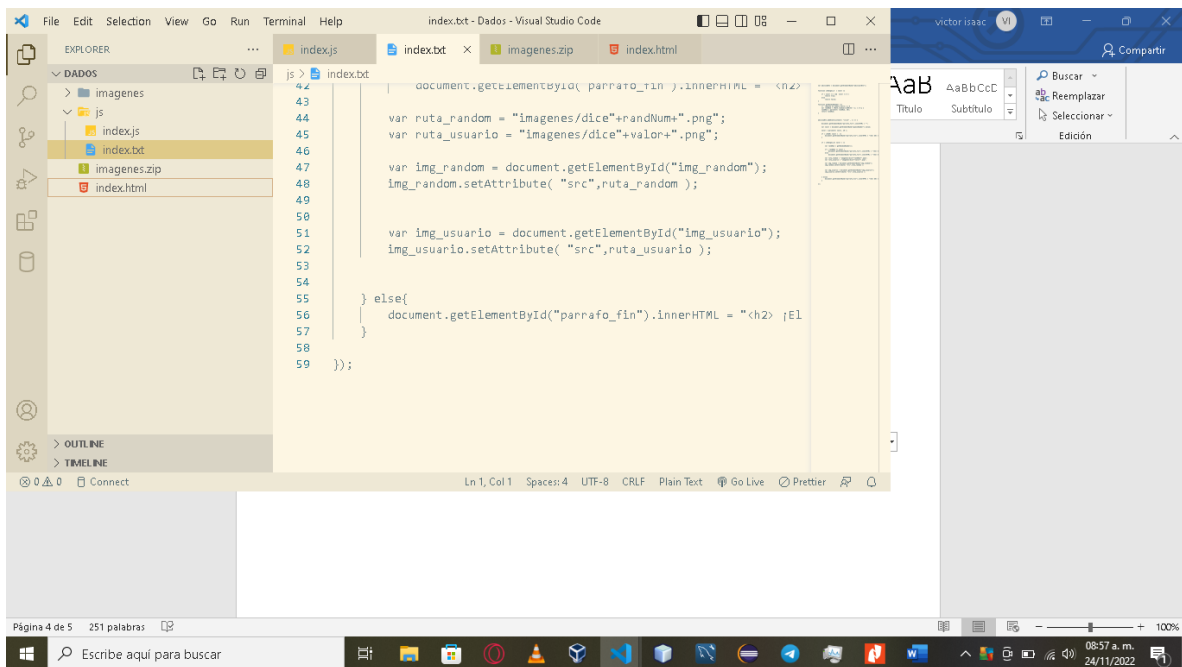 File Edit Selection View Go Run Terminal Help
index.txt - Dados - Visual Studio Code
victor isaac VI
Compartir
EXPLORER
DADOS
imagenes
js
index.js
index.txt
imagenes.zip
index.html
OUTLINE
TIMELINE
index.js
index.txt
imagenes.zip
index.html
js > index.txt
42 document.getElementById( parrafo_fin ).innerHTML = <h2>
43
44 var ruta_random = "imagenes/dice"+randNum+".png";
45 var ruta_usuario = "imagenes/dice"+valor+".png";
46
47 var img_random = document.getElementById("img_random");
48 img_random.setAttribute( "src",ruta_random );
49
50
51 var img_usuario = document.getElementById("img_usuario");
52 img_usuario.setAttribute( "src",ruta_usuario );
53
54
55 } else{
56 document.getElementById("parrafo_fin").innerHTML = "<h2> ¡El
57 }
58
59 });
AaB AaBbCcD
Título Subtítulo
Buscar
Reemplazar
Seleccionar
Edición
0 0 Connect
Ln 1, Col 1 Spaces: 4 UTF-8 CRLF Plain Text Go Live Prettier
Página 4 de 5 251 palabras
100%
Escribe aquí para buscar
08:57 a. m.
24/11/2022